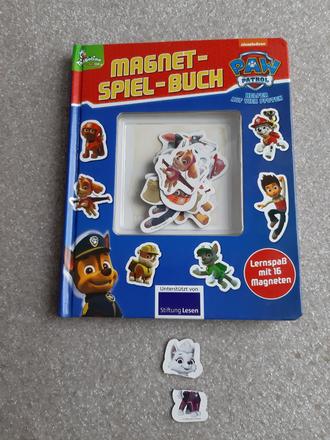 MAGNET-
SPIEL-BUCH
nickelodeon
PAW
PATROL
HELFER
AUF VIER PFOTEN
Lernspaß
mit 16
Magneten
Unterstützt von
Stiftung Lesen